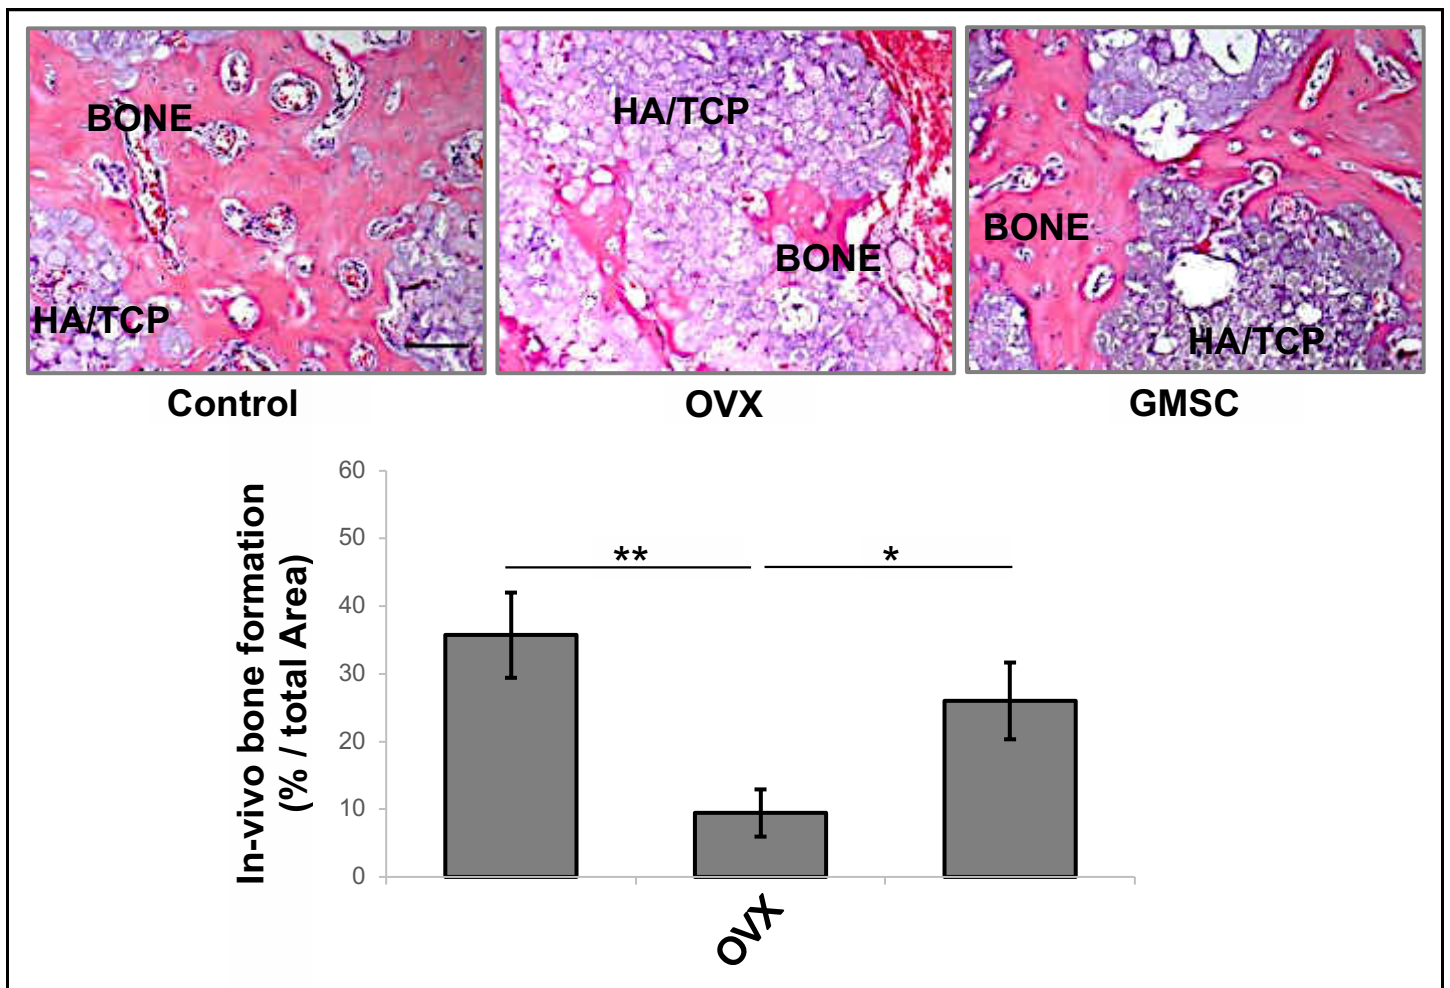 BONE
HA/TCP
HA/TCP
BONE
BONE
HA/TCP
Control
OVX
GMSC
In-vivo bone formation
(% / total Area)
60
50
40
30
20
10
0
**
*
OVX